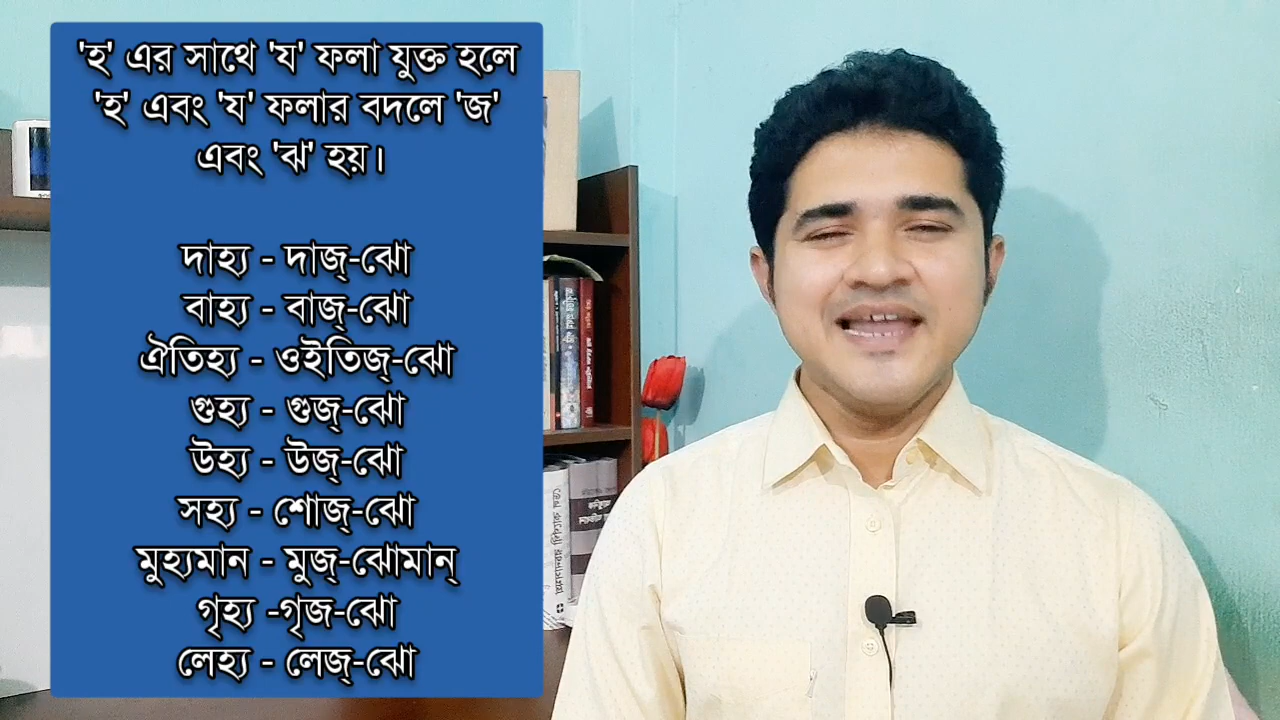 'হ' এর সাথে 'য' ফলা যুক্ত হলে
'হ' এবং 'য' ফলার বদলে 'জ'
এবং 'ঝ' হয়।
দাহ্য - দাজ্-ঝো
বাহ্য - বাজ্-ঝো
ঐতিহ্য - ওইতিজ্-ঝো
গুহ্য - গুজ্-ঝো
উহ্য - উজ্-ঝো
সহ্য - শোজ্-ঝো
মুহ্যমান - মুজ্-ঝোমান্
গৃহ্য -গৃজ-ঝো
লেহ্য - লেজ্-ঝো